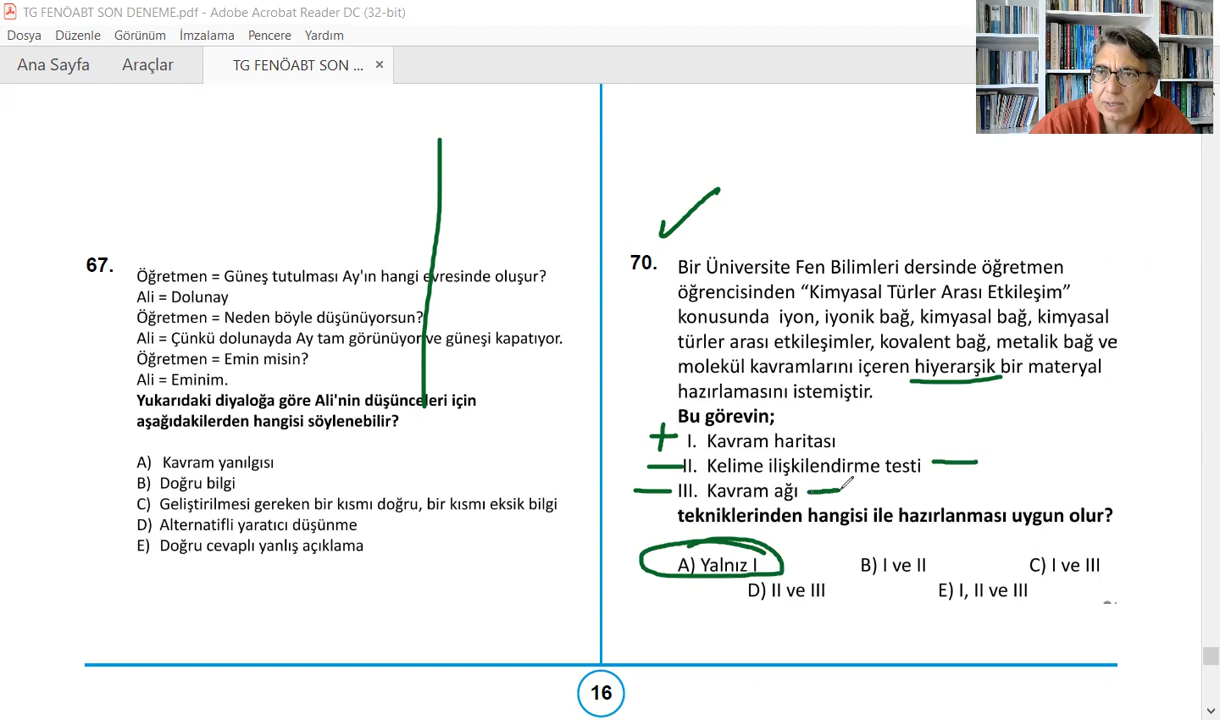 TG FENÖABT SON DENEME.pdf - Adobe Acrobat Reader DC (32-bit)
Dosya Düzenle Görünüm İmzalama Pencere Yardım
Ana Sayfa Araçlar TG FENÖABT SON ... ×
67.
Öğretmen = Güneş tutulması Ay'ın hangi evresinde oluşur?
Ali = Dolunay
Öğretmen = Neden böyle düşünüyorsun?
Ali = Çünkü dolunayda Ay tam görünüyor ve güneşi kapatıyor.
Öğretmen = Emin misin?
Ali = Eminim.
Yukarıdaki diyaloğa göre Ali'nin düşünceleri için
aşağıdakilerden hangisi söylenebilir?
A) Kavram yanılgısı
B) Doğru bilgi
C) Geliştirilmesi gereken bir kısmı doğru, bir kısmı eksik bilgi
D) Alternatifli yaratıcı düşünme
E) Doğru cevaplı yanlış açıklama
70. Bir Üniversite Fen Bilimleri dersinde öğretmen
öğrencisinden “Kimyasal Türler Arası Etkileşim”
konusunda iyon, iyonik bağ, kimyasal bağ, kimyasal
türler arası etkileşimler, kovalent bağ, metalik bağ ve
molekül kavramlarını içeren hiyerarşik bir materyal
hazırlamasını istemiştir.
Bu görevin;
I. Kavram haritası
II. Kelime ilişkilendirme testi
III. Kavram ağı
tekniklerinden hangisi ile hazırlanması uygun olur?
A) Yalnız I B) I ve II C) I ve III
D) II ve III E) I, II ve III
16